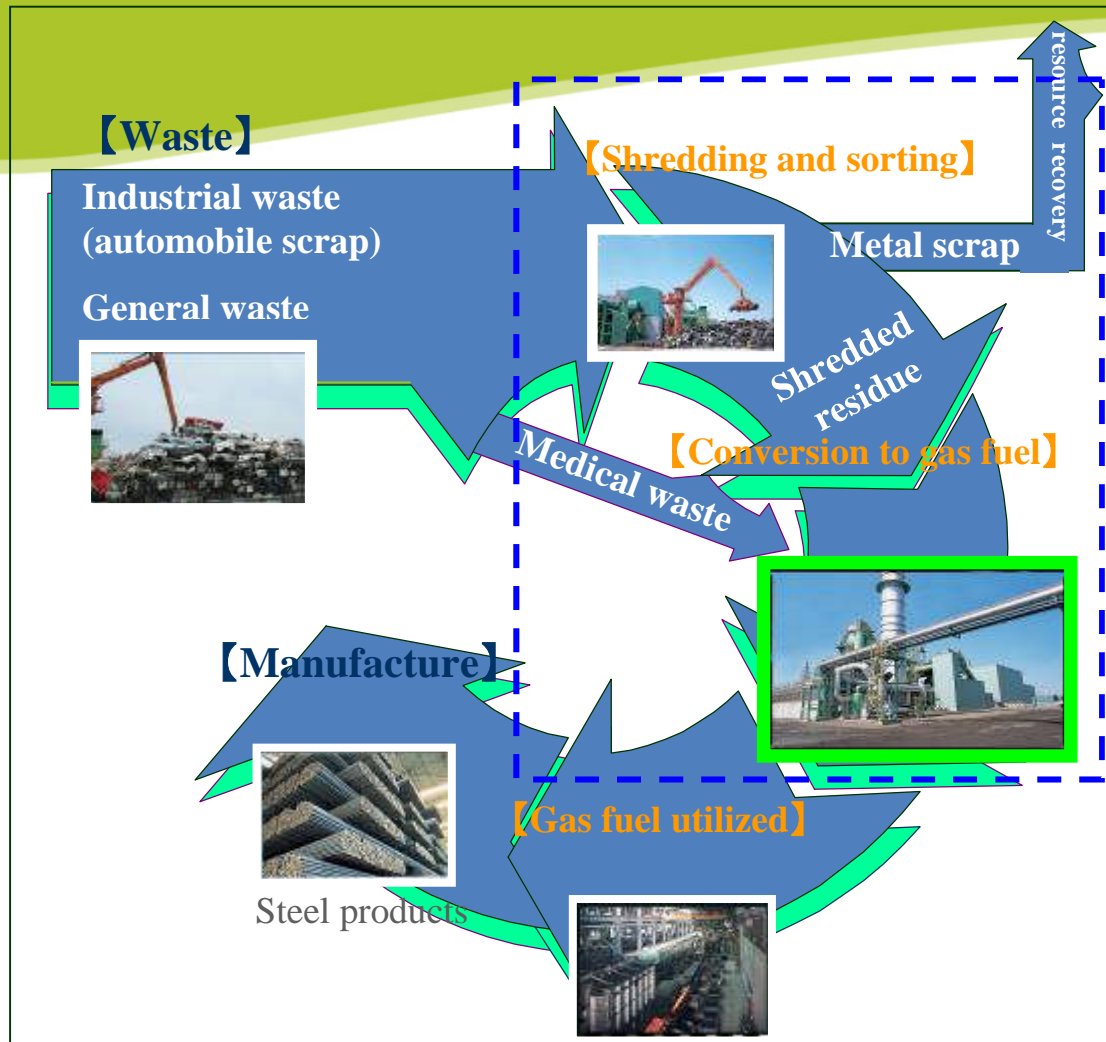 【Waste】
Industrial waste
(automobile scrap)
General waste
【Shredding and sorting】
resource recovery
Metal scrap
Shredded
residue
Medical waste
【Conversion to gas fuel】
【Manufacture】
【Gas fuel utilized】
Steel products